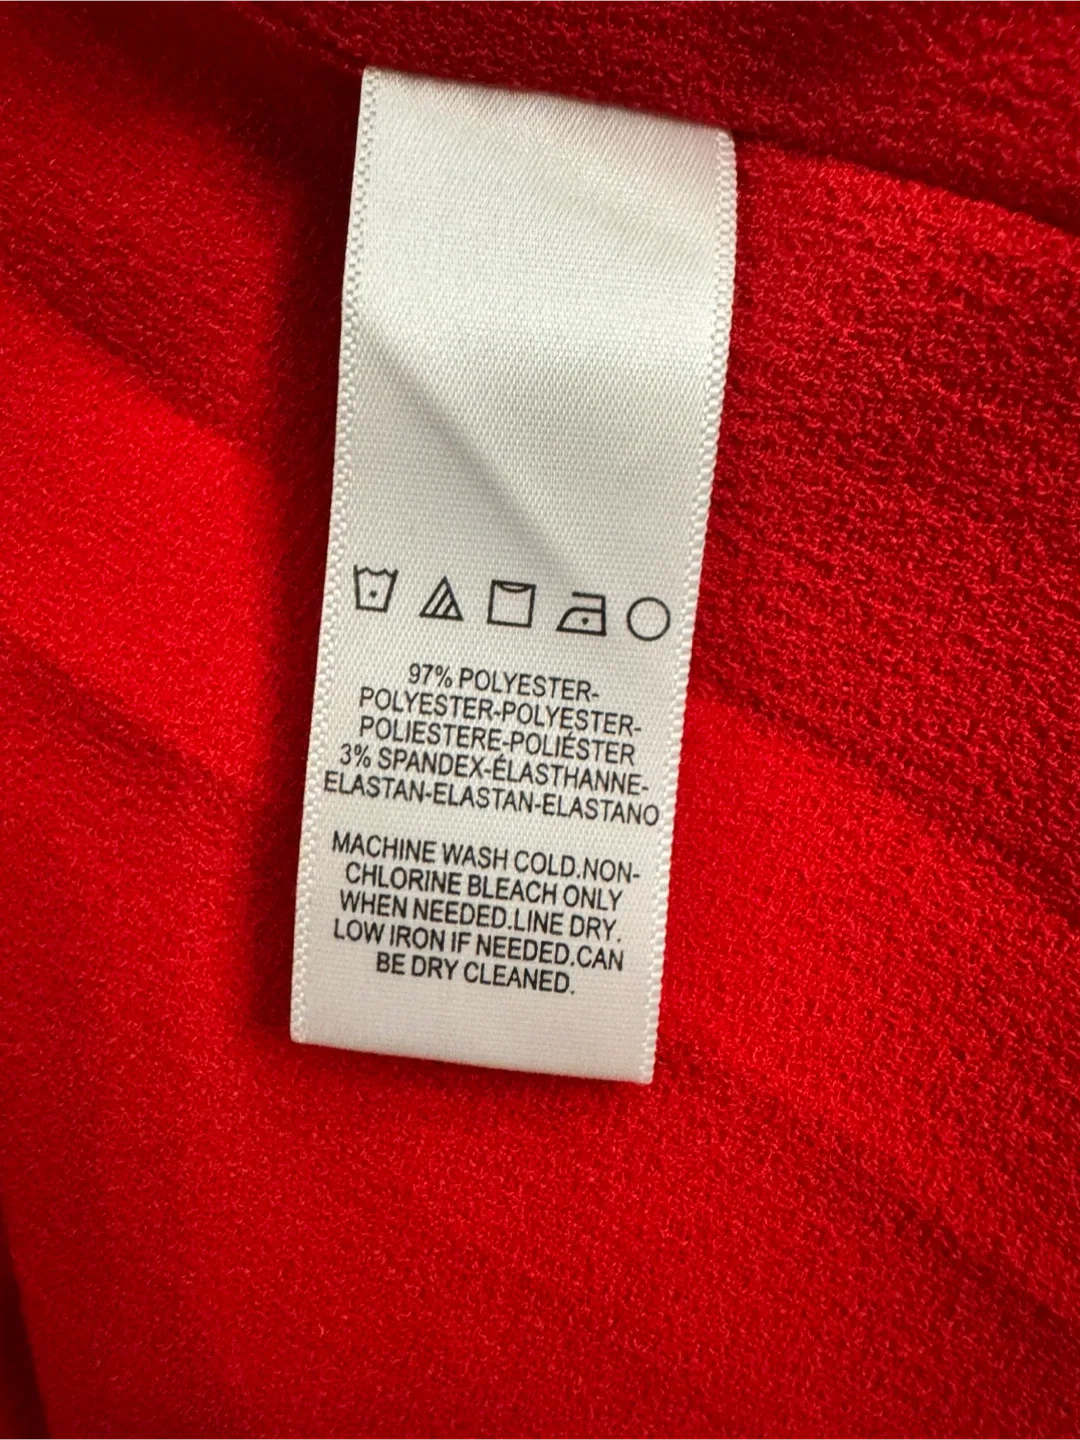 97% POLYESTER-
POLYESTER-POLYESTER-
POLIESTERE-POLIÉSTER
3% SPANDEX-ÉLASTHANNE-
ELASTAN-ELASTAN-ELASTANO
MACHINE WASH COLD.NON-
CHLORINE BLEACH ONLY
WHEN NEEDED.LINE DRY.
LOW IRON IF NEEDED.CAN
BE DRY CLEANED.